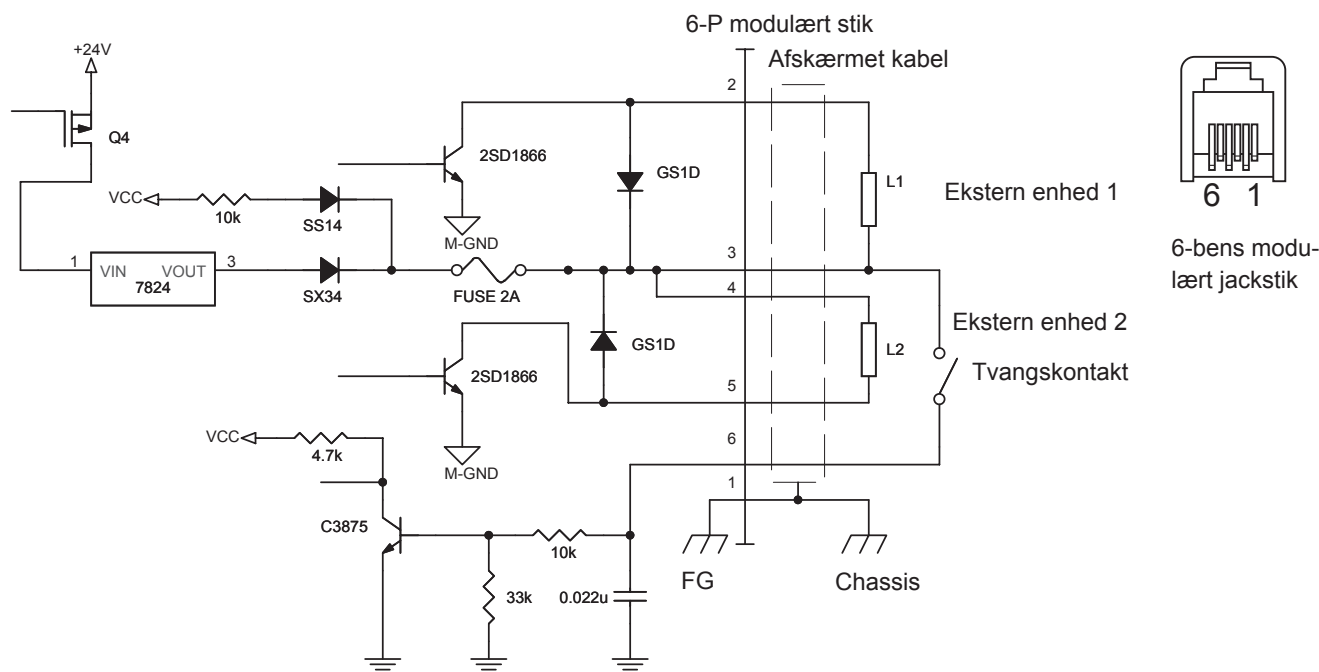 6-P modulært stik
Afskærmet kabel
+24V
2
Q4
2SD1866
GS1D
L1
Ekstern enhed 1
6 1
VCC
10k
SS14
M-GND
6-bens modu-
lært jackstik
1
VIN
VOUT
3
7824
SX34
FUSE 2A
3
4
Ekstern enhed 2
GS1D
L2
2SD1866
Tvangskontakt
5
VCC
4.7k
6
M-GND
1
C3875
10k
FG
Chassis
33k
0.022u